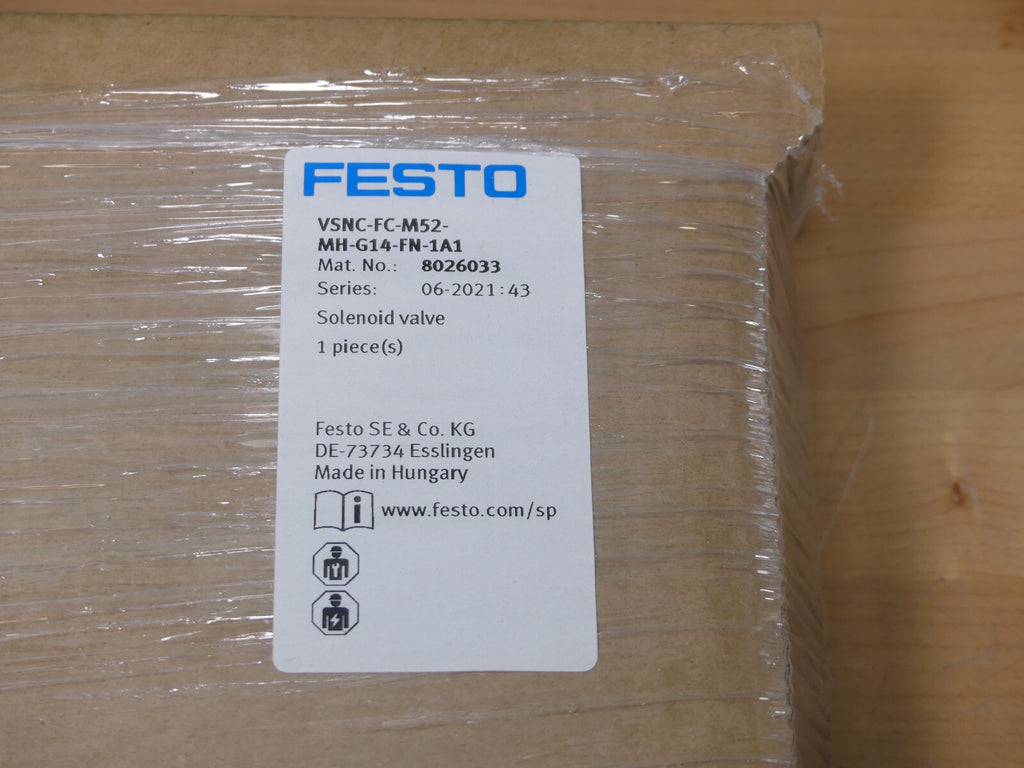 FESTO
VSNC-FC-M52-
MH-G14-FN-1A1
Mat. No.: 8026033
Series: 06-2021:43
Solenoid valve
1 piece(s)
Festo SE & Co. KG
DE-73734 Esslingen
Made in Hungary
i www.festo.com/sp